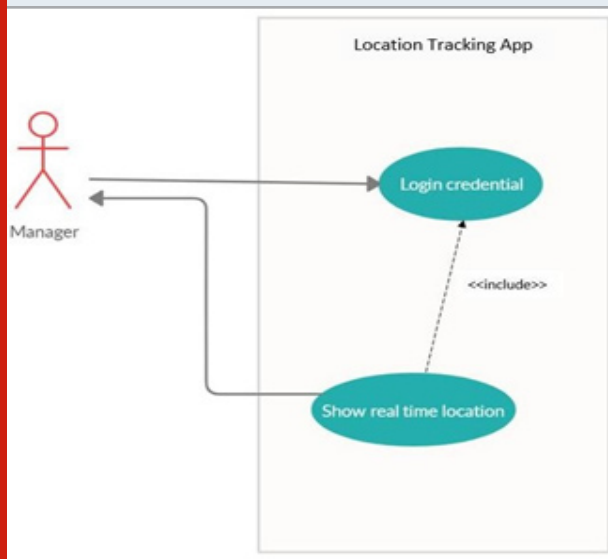 Location Tracking App
Login credential
Manager
<<include>>
Show real time location